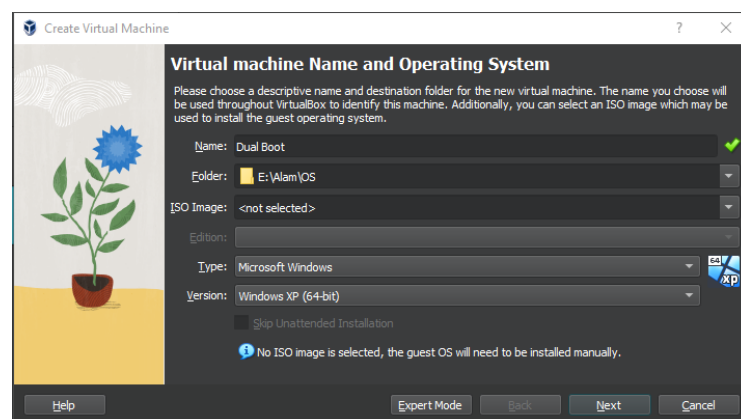 Create Virtual Machine
Virtual machine Name and Operating System
Please choose a descriptive name and destination folder for the new virtual machine. The name you choose will
be used throughout VirtualBox to identify this machine. Additionally, you can select an ISO image which may be
used to install the guest operating system.
Name: Dual Boot
Folder: E:\Alam\OS
ISO Image: <not selected>
Edition:
Type: Microsoft Windows
64
XP
Version: Windows XP (64-bit)
Skip Unattended Installation
No ISO image is selected, the guest OS will need to be installed manually.
Help Expert Mode Back Next Cancel